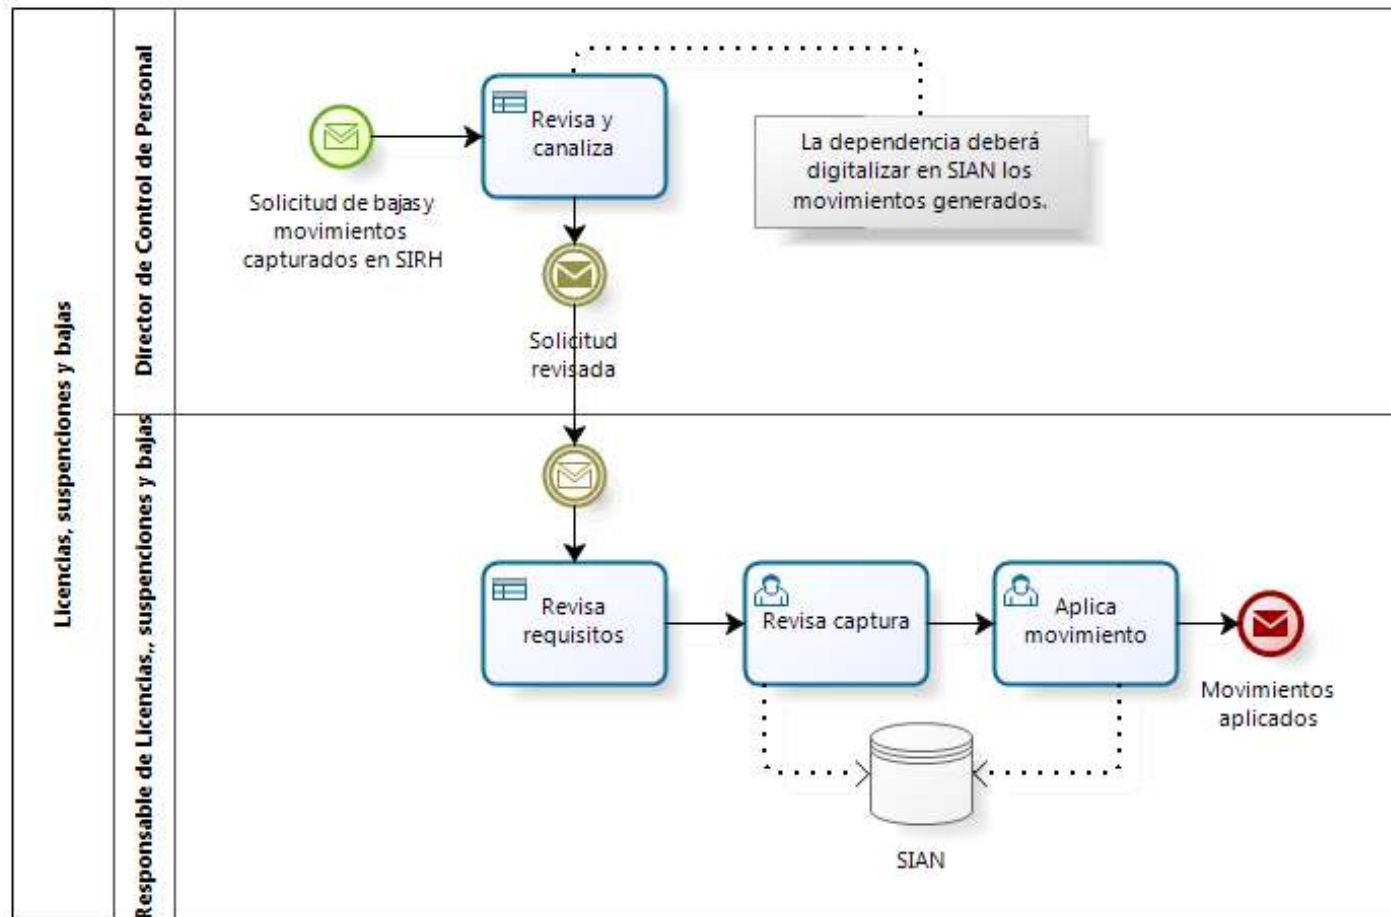 Licencias, suspenciones y bajas
Director de Control de Personal
Solicitud de bajas y
movimientos
capturados en SIRH
Revisa y
canaliza
La dependencia deberá
digitalizar en SIAN los
movimientos generados.
Solicitud
revisada
Responsable de Licencias,, suspenciones y bajas
Revisa
requisitos
Revisa captura
Aplica
movimiento
Movimientos
aplicados
SIAN